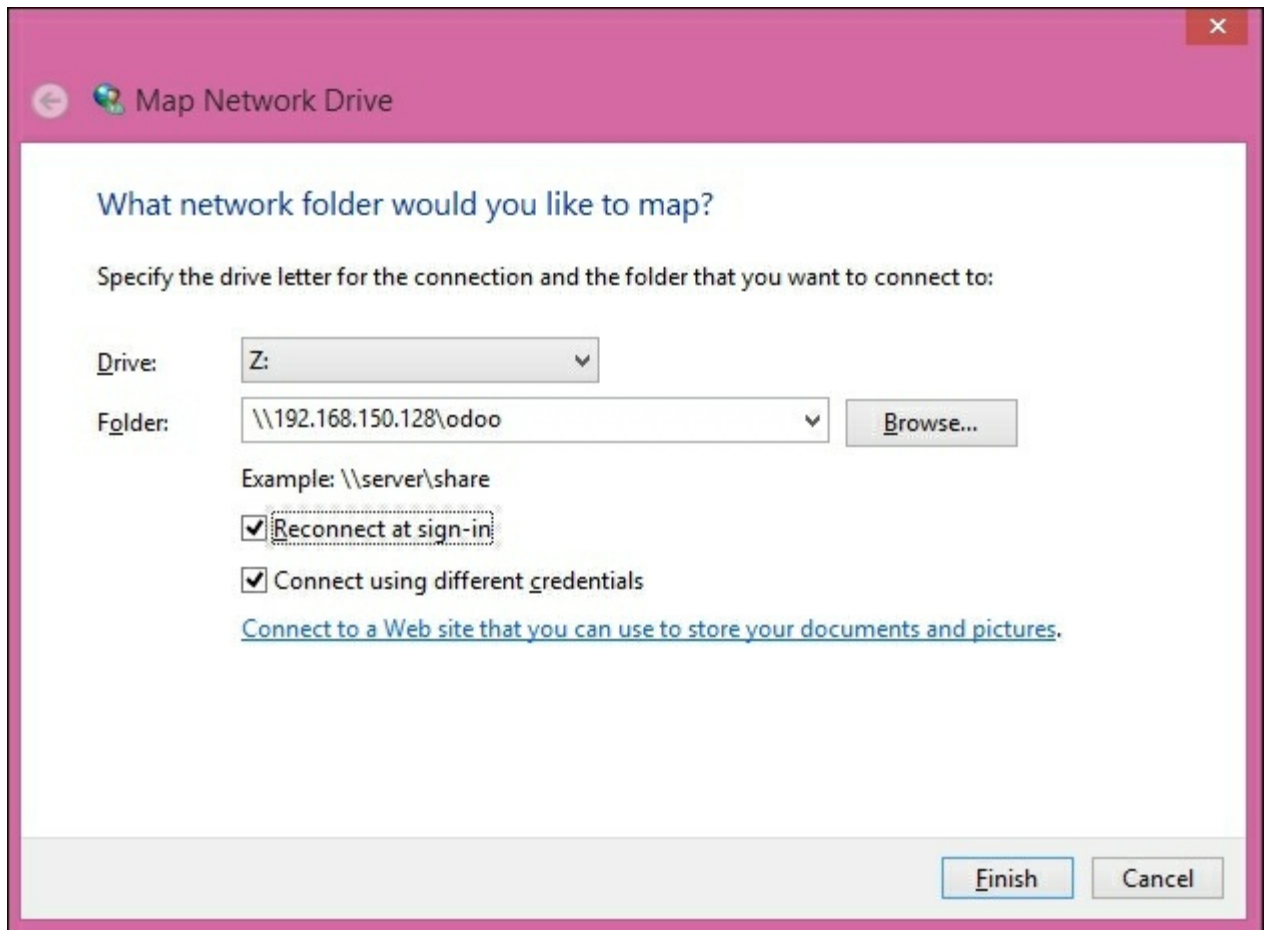 Map Network Drive
What network folder would you like to map?
Specify the drive letter for the connection and the folder that you want to connect to:
Drive: Z:
Folder: \\192.168.150.128\odoo Browse...
Example: \\server\share
Reconnect at sign-in
Connect using different credentials
Connect to a Web site that you can use to store your documents and pictures.
Finish Cancel